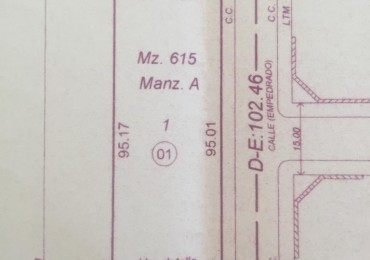 Mz. 615
Manz. A
1
01
95.17
95.01
C.C.
D-E:102.46
CALLE (EMPEDRADO)
C.C.
LTM
15.00